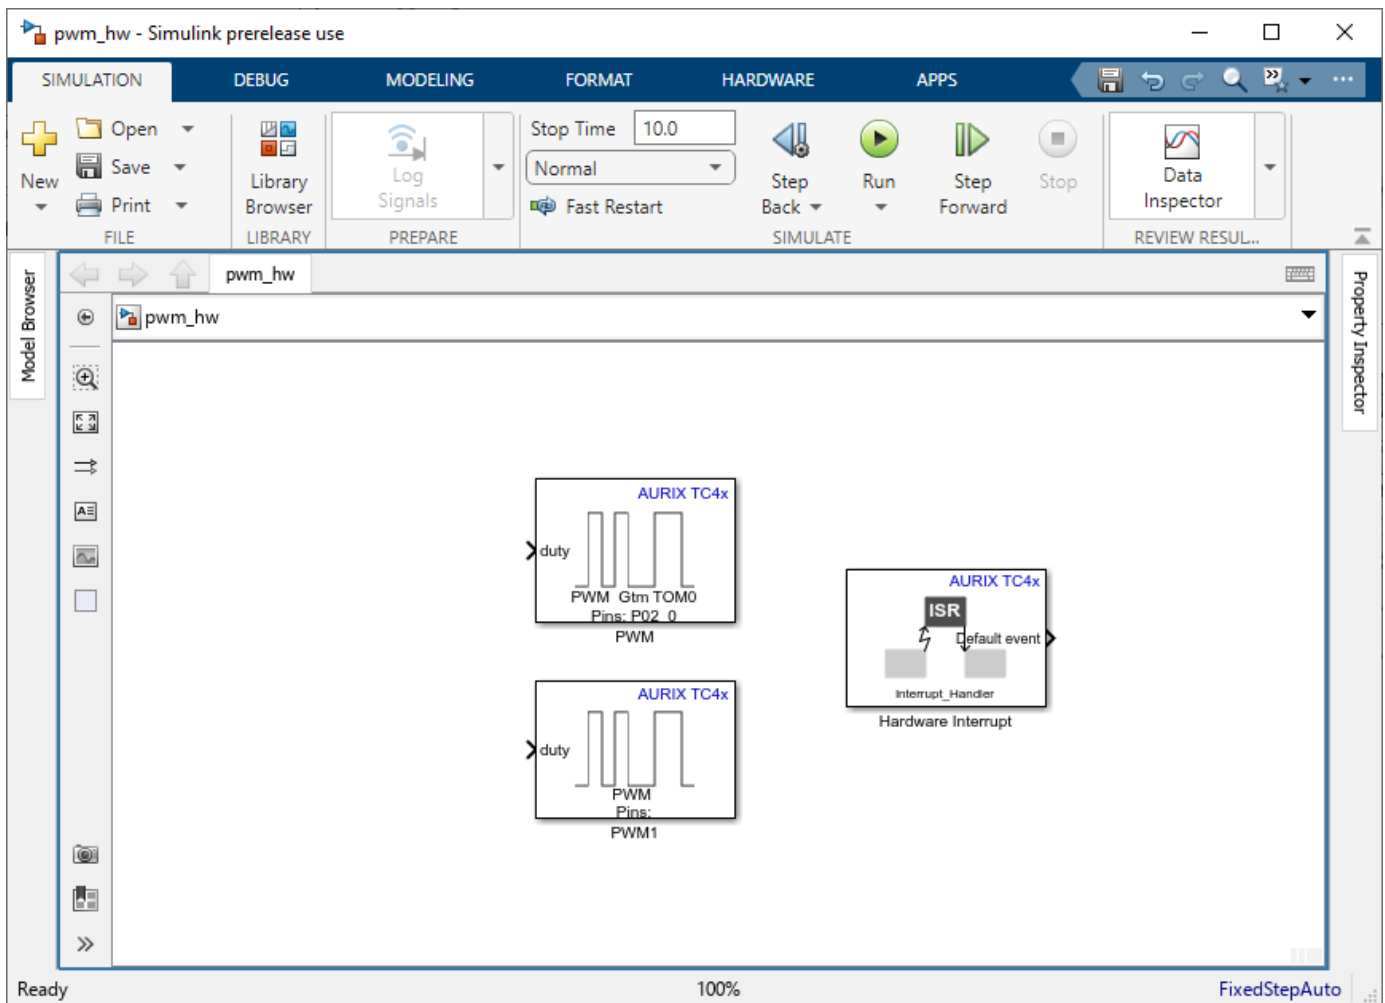 pwm_hw - Simulink prerelease use
SIMULATION DEBUG MODELING FORMAT HARDWARE APPS
New
Open
Save
Print
FILE
Library
Browser
LIBRARY
Log
Signals
PREPARE
Stop Time 10.0
Normal
Fast Restart
Step
Back
Run
Step
Forward
Stop
SIMULATE
Data
Inspector
REVIEW RESUL...
Model Browser
pwm_hw
pwm_hw
Property Inspector
AURIX TC4x
duty
PWM Gtm TOM0
Pins: P02_0
PWM
AURIX TC4x
duty
PWM
Pins:
PWM1
AURIX TC4x
ISR
Default event
Interrupt_Handler
Hardware Interrupt
Ready 100% FixedStepAuto